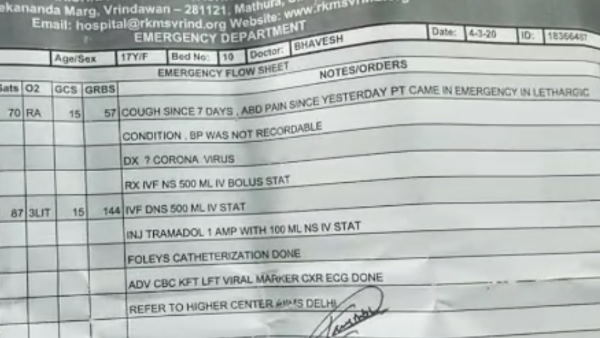 ekananda Marg, Vrindawan – 281121, Mathura,
Email: hospital@rkmsvrind.org Website: www.rkmsvrind.org
EMERGENCY DEPARTMENT
Age/Sex 17Y/F Bed No: 10 Doctor: BHAVESH Date: 4-3-20 ID: 18366487
EMERGENCY FLOW SHEET
Sats O2 GCS GRBS NOTES/ORDERS
70 RA 15 57 COUGH SINCE 7 DAYS , ABD PAIN SINCE YESTERDAY PT CAME IN EMERGENCY IN LETHARGIC
CONDITION , BP WAS NOT RECORDABLE
DX ? CORONA VIRUS
RX IVF NS 500 ML IV BOLUS STAT
87 3LIT 15 144 IVF DNS 500 ML IV STAT
INJ TRAMADOL 1 AMP WITH 100 ML NS IV STAT
FOLEYS CATHETERIZATION DONE
ADV CBC KFT LFT VIRAL MARKER CXR ECG DONE
REFER TO HIGHER CENTER AIIMS DELHI